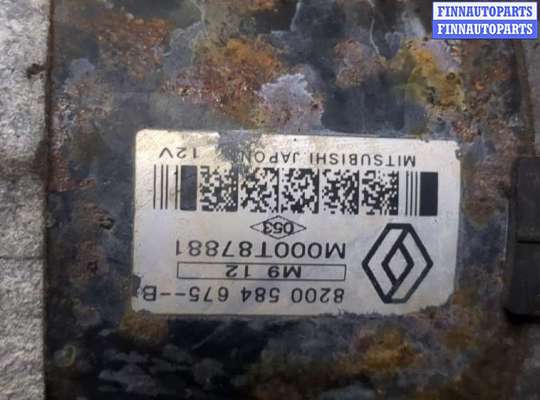 FINNAUTOPARTS
FINNAUTOPARTS
8200 584 675--B
M9 12
M000T87881
D53
MITSUBISHI JAPON 12V